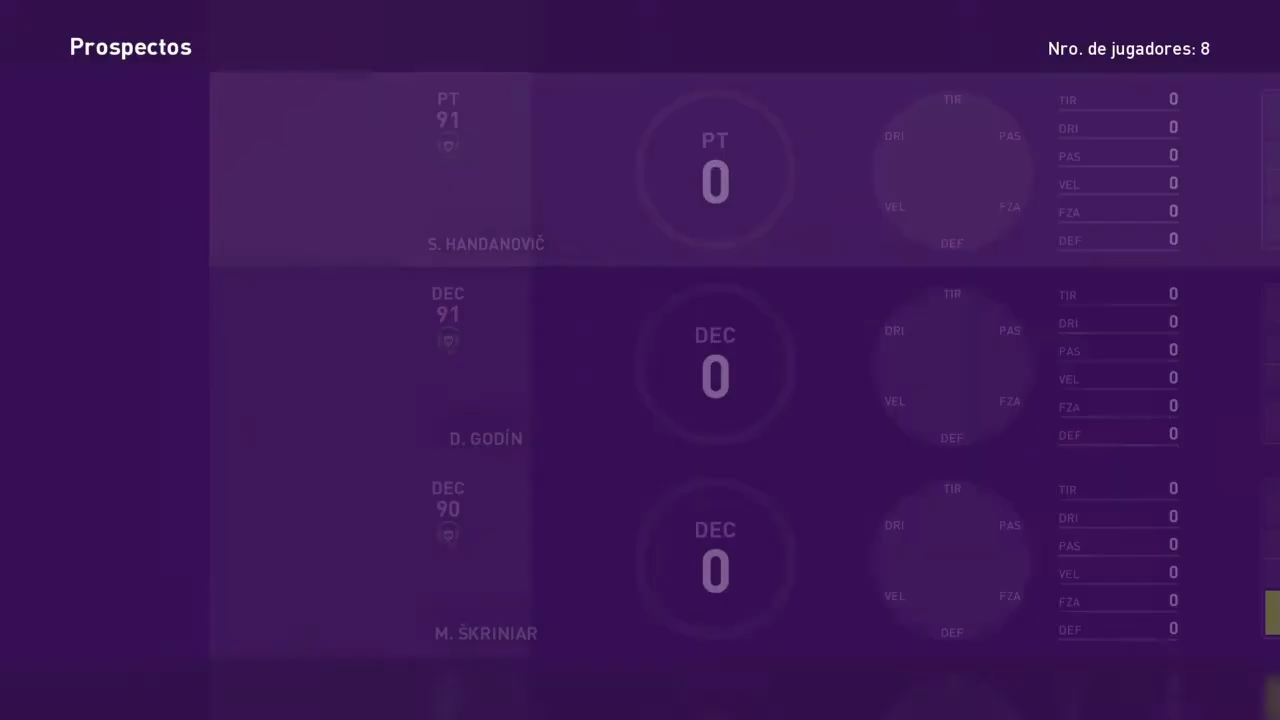 Prospectos
Nro. de jugadores: 8
PT
91
S. HANDANOVIČ
PT
0
TIR
DRI
PAS
VEL
FZA
DEF
TIR 0
DRI 0
PAS 0
VEL 0
FZA 0
DEF 0
DEC
91
D. GODÍN
DEC
0
TIR
DRI
PAS
VEL
FZA
DEF
TIR 0
DRI 0
PAS 0
VEL 0
FZA 0
DEF 0
DEC
90
M. ŠKRINIAR
DEC
0
TIR
DRI
PAS
VEL
FZA
DEF
TIR 0
DRI 0
PAS 0
VEL 0
FZA 0
DEF 0